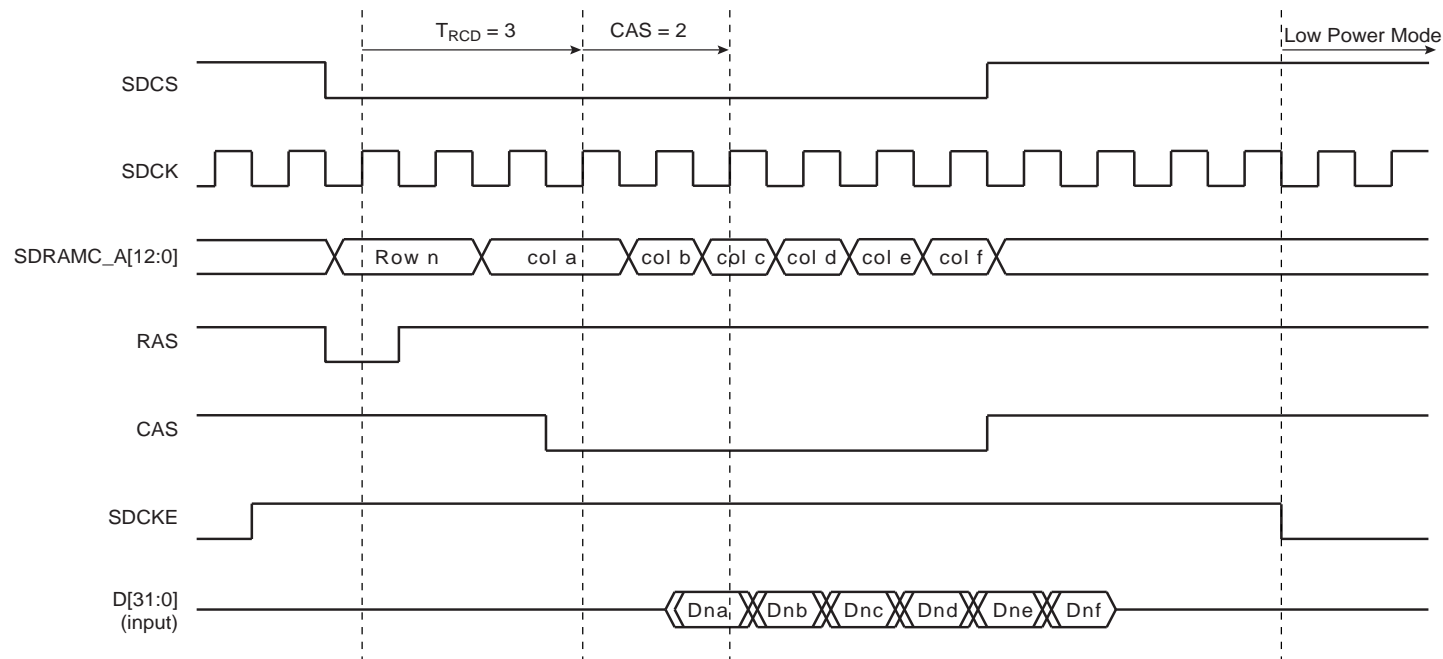 TRCD = 3 CAS = 2 Low Power Mode
SDCS
SDCK
SDRAMC_A[12:0] Row n col a col b col c col d col e col f
RAS
CAS
SDCKE
D[31:0]
(input) Dna Dnb Dnc Dnd Dne Dnf